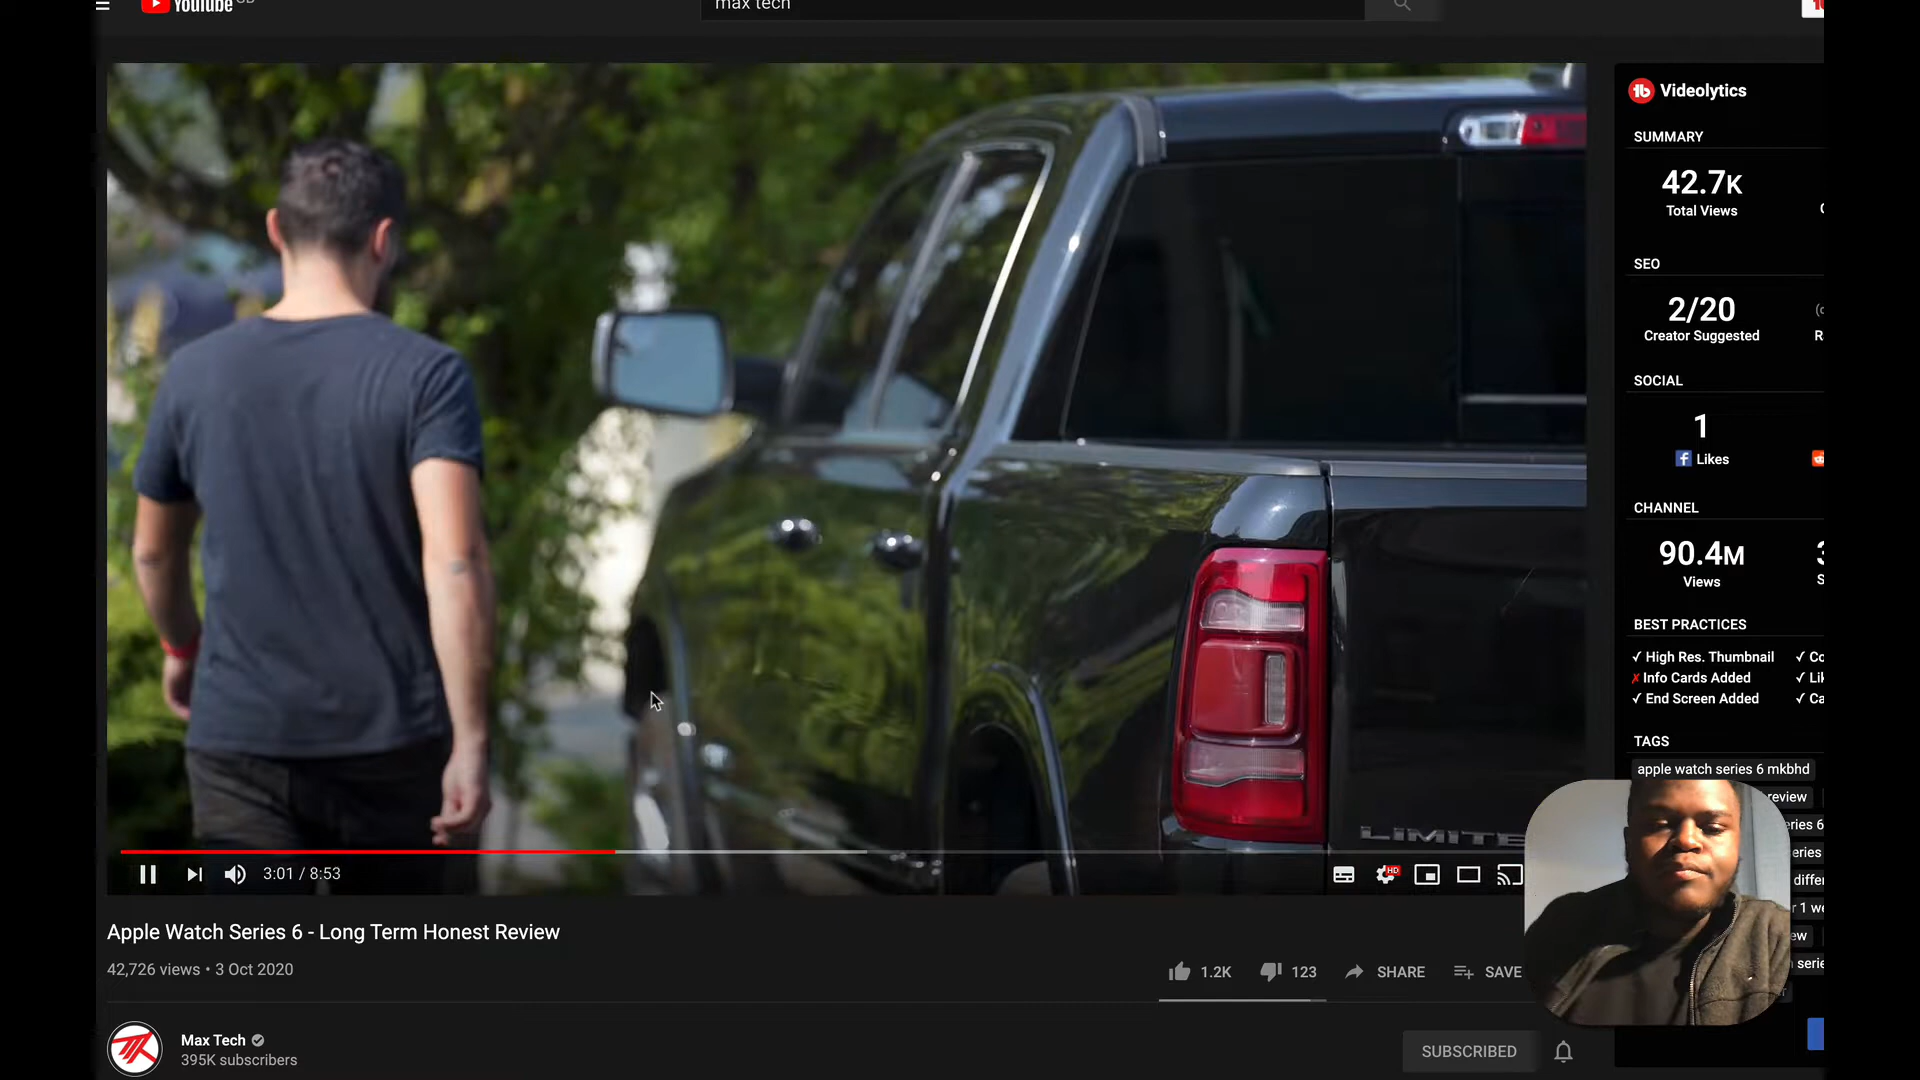 YouTube GB
max tech
Videolytics
SUMMARY
42.7K
Total Views
SEO
2/20
Creator Suggested
SOCIAL
1
Likes
CHANNEL
90.4M
Views
BEST PRACTICES
✓ High Res. Thumbnail
✗ Info Cards Added
✓ End Screen Added
TAGS
apple watch series 6 mkbhd
review
LIMITE
HD
3:01 / 8:53
Apple Watch Series 6 - Long Term Honest Review
42,726 views • 3 Oct 2020
1.2K
123
SHARE
SAVE
Max Tech
395K subscribers
SUBSCRIBED